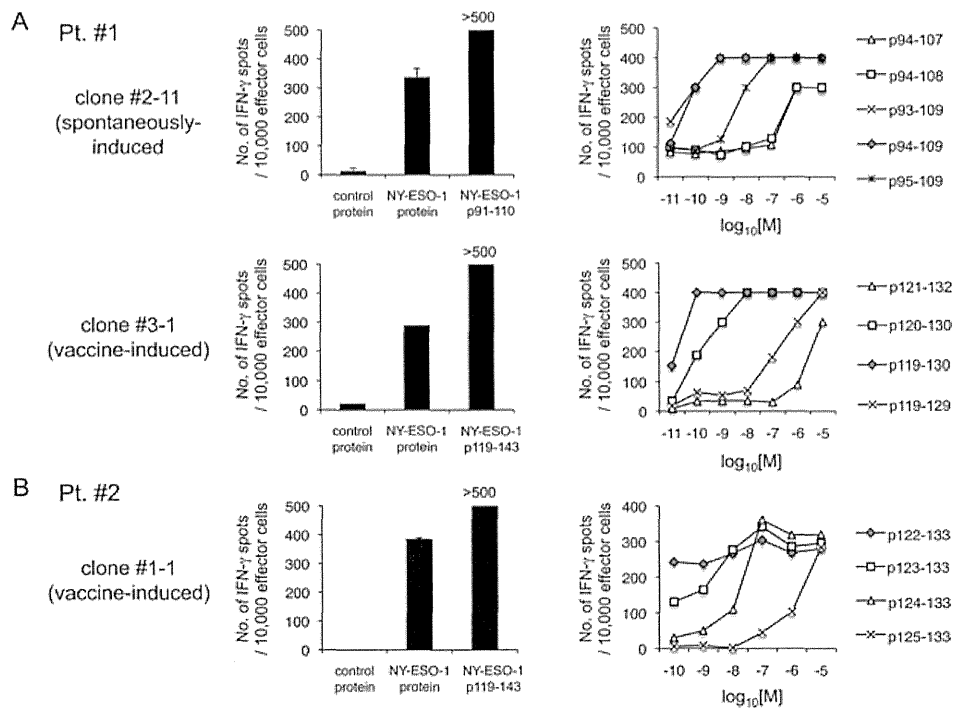 A
Pt. #1
clone #2-11
(spontaneously-
induced
No. of IFN-γ spots
/ 10,000 effector cells
500
400
300
200
100
0
>500
control
protein
NY-ESO-1
protein
NY-ESO-1
p91-110
No. of IFN-γ spots
/ 10,000 effector cells
500
400
300
200
100
0
-11 -10 -9 -8 -7 -6 -5
log10[M]
p94-107
p94-108
p93-109
p94-109
p95-109
clone #3-1
(vaccine-induced)
No. of IFN-γ spots
/ 10,000 effector cells
500
400
300
200
100
0
>500
control
protein
NY-ESO-1
protein
NY-ESO-1
p119-143
No. of IFN-γ spots
/ 10,000 effector cells
500
400
300
200
100
0
-11 -10 -9 -8 -7 -6 -5
log10[M]
p121-132
p120-130
p119-130
p119-129
B
Pt. #2
clone #1-1
(vaccine-induced)
No. of IFN-γ spots
/ 10,000 effector cells
500
400
300
200
100
0
>500
control
protein
NY-ESO-1
protein
NY-ESO-1
p119-143
No. of IFN-γ spots
/ 10,000 effector cells
400
300
200
100
0
-10 -9 -8 -7 -6 -5
log10[M]
p122-133
p123-133
p124-133
p125-133